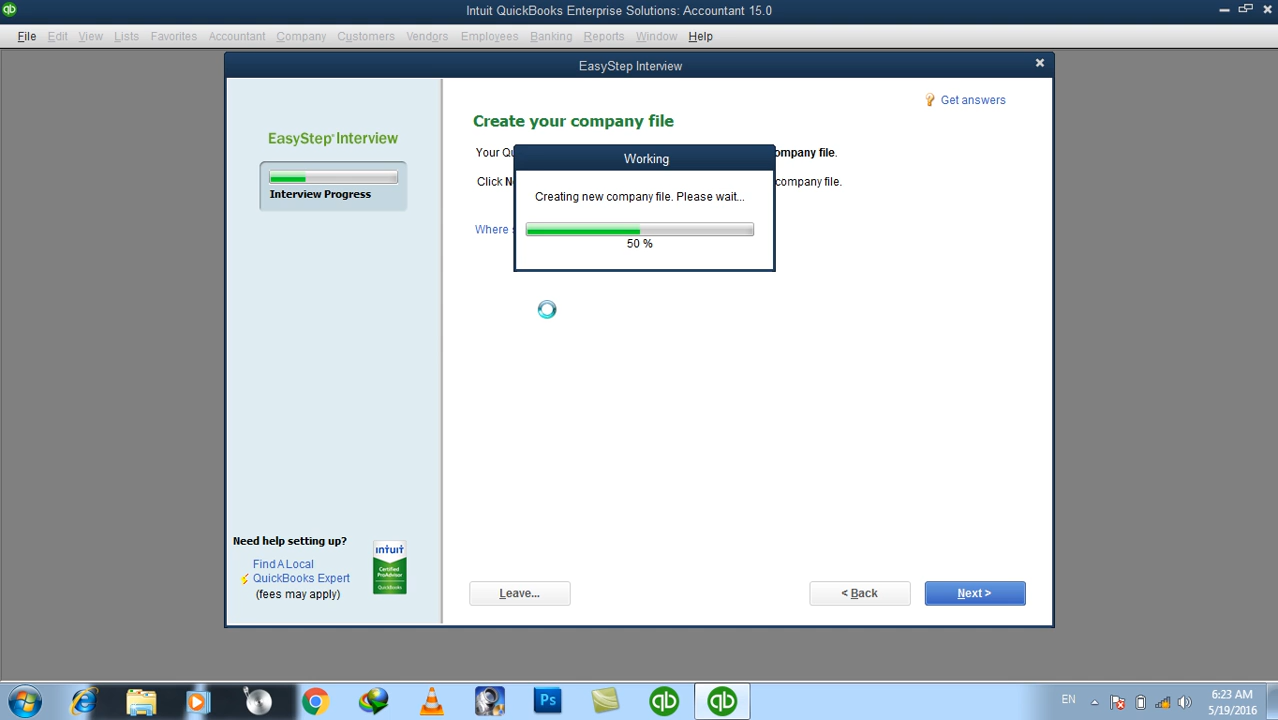 Intuit QuickBooks Enterprise Solutions: Accountant 15.0
File Edit View Lists Favorites Accountant Company Customers Vendors Employees Banking Reports Window Help
EasyStep Interview
Get answers
EasyStep Interview
Interview Progress
Create your company file
Your Qu
ompany file.
Click N
company file.
Where s
Working
Creating new company file. Please wait...
50 %
Need help setting up?
Find A Local
QuickBooks Expert
(fees may apply)
intuit
Certified
ProAdvisor
QuickBooks
Leave...
< Back
Next >
Ps
qb
qb
EN
6:23 AM
5/19/2016